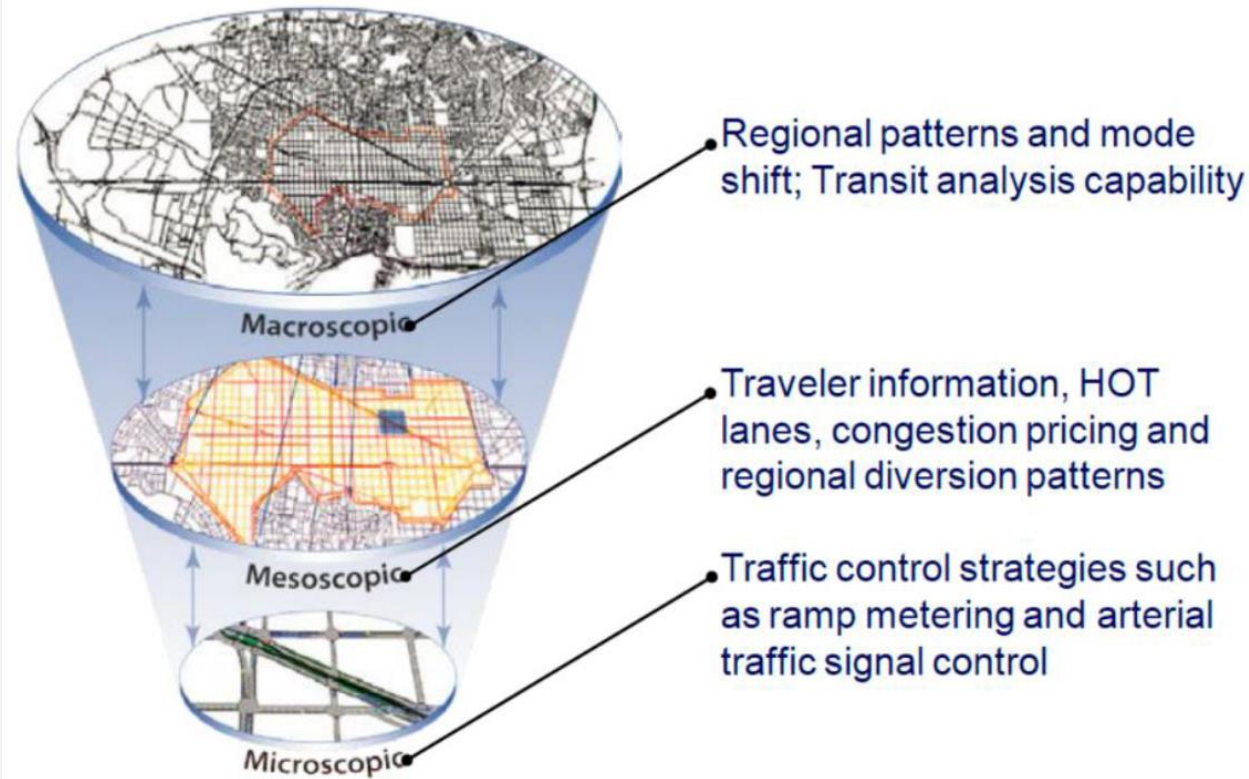 Regional patterns and mode
shift; Transit analysis capability
Macroscopic
Traveler information, HOT
lanes, congestion pricing and
regional diversion patterns
Mesoscopic
Traffic control strategies such
as ramp metering and arterial
traffic signal control
Microscopic